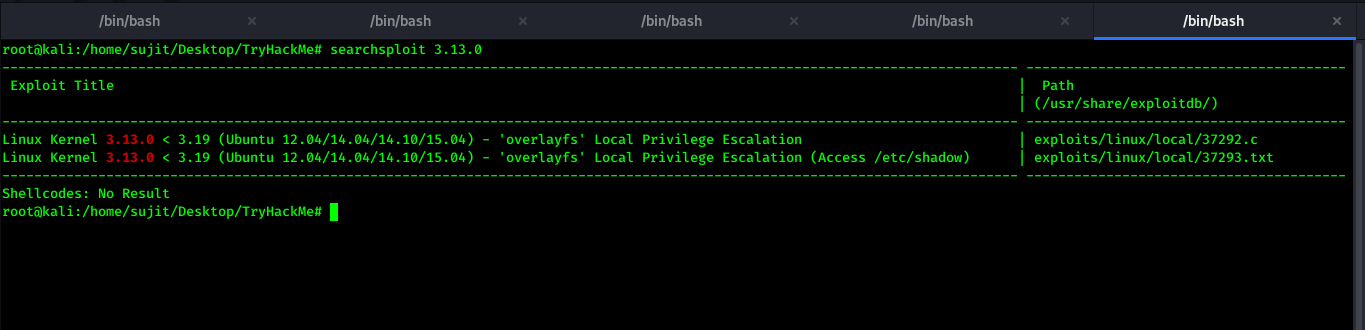 /bin/bash × /bin/bash × /bin/bash × /bin/bash × /bin/bash ×
root@kali:/home/sujit/Desktop/TryHackMe# searchsploit 3.13.0
Exploit Title | Path
| (/usr/share/exploitdb/)
Linux Kernel 3.13.0 < 3.19 (Ubuntu 12.04/14.04/14.10/15.04) - 'overlayfs' Local Privilege Escalation | exploits/linux/local/37292.c
Linux Kernel 3.13.0 < 3.19 (Ubuntu 12.04/14.04/14.10/15.04) - 'overlayfs' Local Privilege Escalation (Access /etc/shadow) | exploits/linux/local/37293.txt
Shellcodes: No Result
root@kali:/home/sujit/Desktop/TryHackMe#